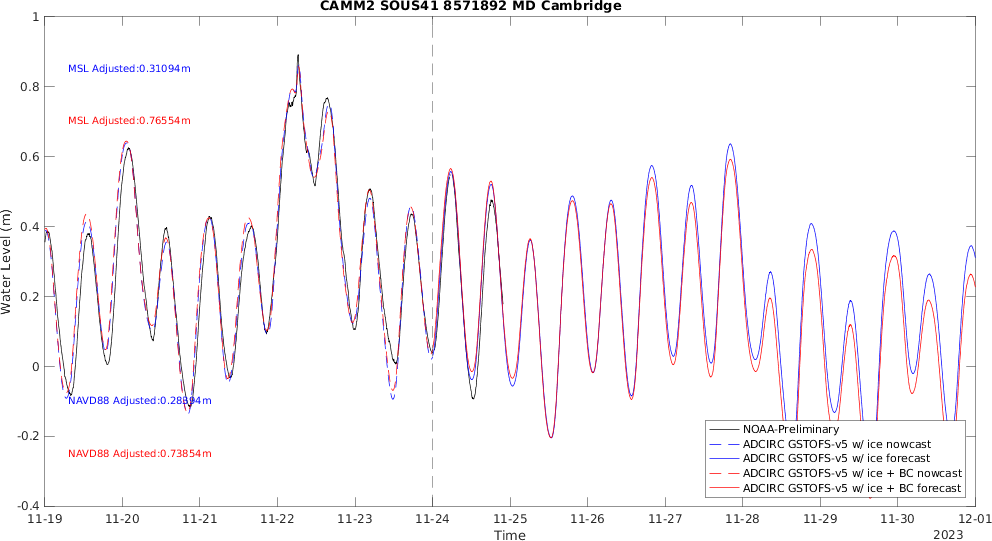 CAMM2 SOUS41 8571892 MD Cambridge
1
0.8
0.6
0.4
0.2
0
-0.2
-0.4
Water Level (m)
MSL Adjusted:0.31094m
MSL Adjusted:0.76554m
NAVD88 Adjusted:0.28394m
NAVD88 Adjusted:0.73854m
NOAA-Preliminary
ADCIRC GSTOFS-v5 w/ ice nowcast
ADCIRC GSTOFS-v5 w/ ice forecast
ADCIRC GSTOFS-v5 w/ ice + BC nowcast
ADCIRC GSTOFS-v5 w/ ice + BC forecast
11-19 11-20 11-21 11-22 11-23 11-24 11-25 11-26 11-27 11-28 11-29 11-30 12-01
Time
2023